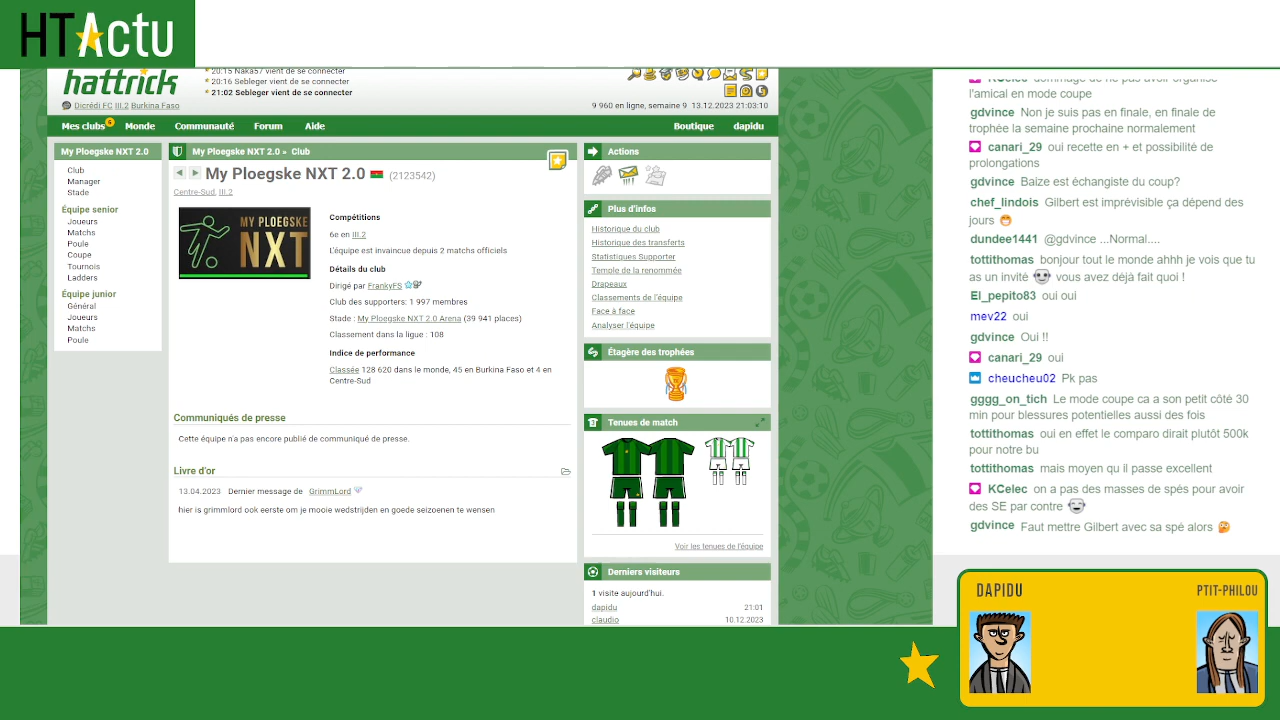 HTActu
20:15 Naka57 vient de se connecter
20:16 Sebleger vient de se connecter
21:02 Sebleger vient de se connecter
hattrick
Dicrédi FC III.2 Burkina Faso
9 960 en ligne, semaine 9 13.12.2023 21:03:10
Mes clubs 6 Monde Communauté Forum Aide Boutique dapidu
My Ploegske NXT 2.0
Club
Manager
Stade
Équipe senior
Joueurs
Matchs
Poule
Coupe
Tournois
Ladders
Équipe junior
Général
Joueurs
Matchs
Poule
My Ploegske NXT 2.0 » Club
My Ploegske NXT 2.0 (2123542)
Centre-Sud, III.2
MY PLOEGSKE
NXT
Compétitions
6e en III.2
L'équipe est invaincue depuis 2 matchs officiels
Détails du club
Dirigé par FrankyFS
Club des supporters: 1 997 membres
Stade : My Ploegske NXT 2.0 Arena (39 941 places)
Classement dans la ligue : 108
Indice de performance
Classée 128 620 dans le monde, 45 en Burkina Faso et 4 en
Centre-Sud
Communiqués de presse
Cette équipe n'a pas encore publié de communiqué de presse.
Livre d'or
13.04.2023 Dernier message de GrimmLord
hier is grimmlord ook eerste om je mooie wedstrijden en goede seizoenen te wensen
Actions
Plus d'infos
Historique du club
Historique des transferts
Statistiques Supporter
Temple de la renommée
Drapeaux
Classements de l'équipe
Face à face
Analyser l'équipe
Étagère des trophées
Tenues de match
Voir les tenues de l'équipe
Derniers visiteurs
1 visite aujourd'hui.
dapidu 21:01
claudio 10.12.2023
KCelec dommage de ne pas avoir organisé
l'amical en mode coupe
gdvince Non je suis pas en finale, en finale de
trophée la semaine prochaine normalement
canari_29 oui recette en + et possibilité de
prolongations
gdvince Baize est échangiste du coup?
chef_lindois Gilbert est imprévisible ça dépend des
jours
dundee1441 @gdvince ...Normal....
tottithomas bonjour tout le monde ahhh je vois que tu
as un invité vous avez déjà fait quoi !
El_pepito83 oui oui
mev22 oui
gdvince Oui !!
canari_29 oui
cheucheu02 Pk pas
gggg_on_tich Le mode coupe ca a son petit côté 30
min pour blessures potentielles aussi des fois
tottithomas oui en effet le comparo dirait plutôt 500k
pour notre bu
tottithomas mais moyen qu il passe excellent
KCelec on a pas des masses de spés pour avoir
des SE par contre
gdvince Faut mettre Gilbert avec sa spé alors
DAPIDU PTIT-PHILOU